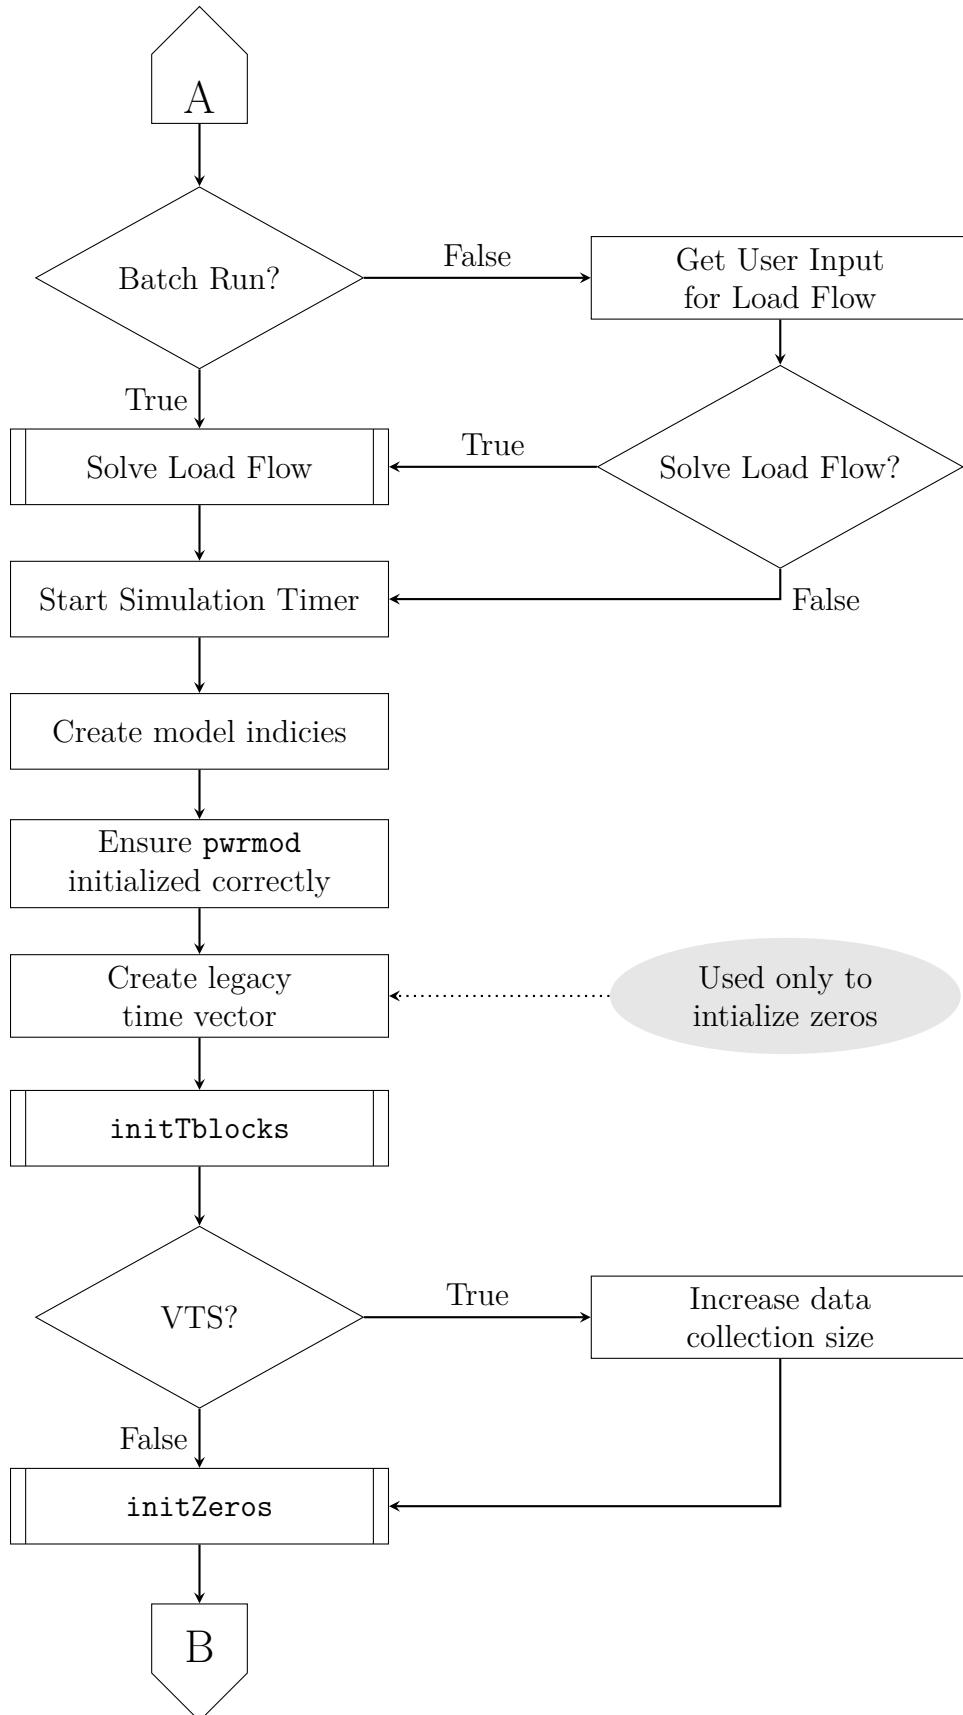 A
Batch Run?
False
Get User Input
for Load Flow
True
Solve Load Flow
True
Solve Load Flow?
Start Simulation Timer
False
Create model indicies
Ensure pwrmod
initialized correctly
Create legacy
time vector
Used only to
intialize zeros
initTblocks
VTS?
True
Increase data
collection size
False
initZeros
B